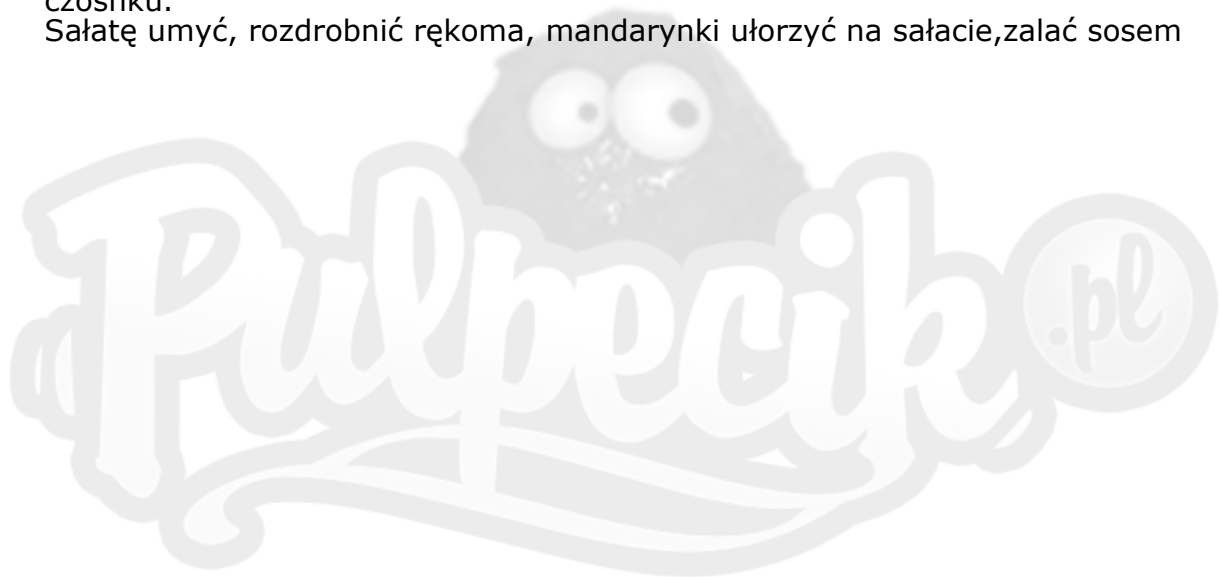 czosnku.
Sałatę umyć, rozdrobnić rękoma, mandarynki ułorzyć na sałacie,zalać sosem
Pulpecik .pl